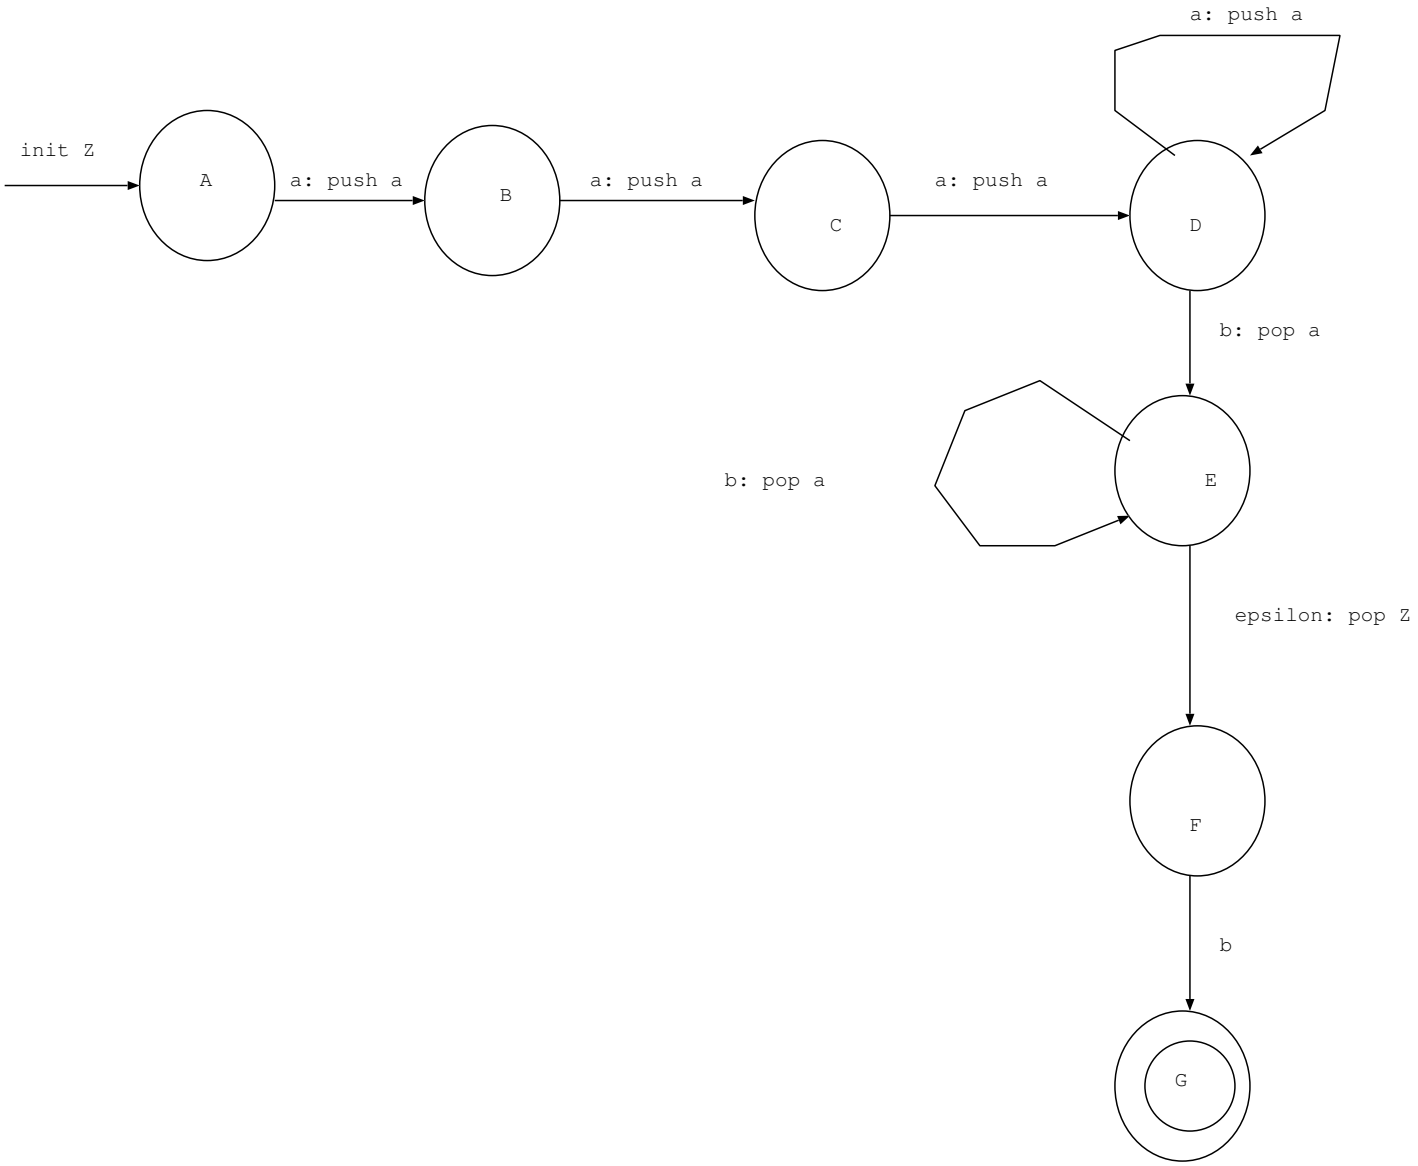 a: push a
init Z
A
a: push a
B
a: push a
C
a: push a
D
b: pop a
b: pop a
E
epsilon: pop Z
F
b
G